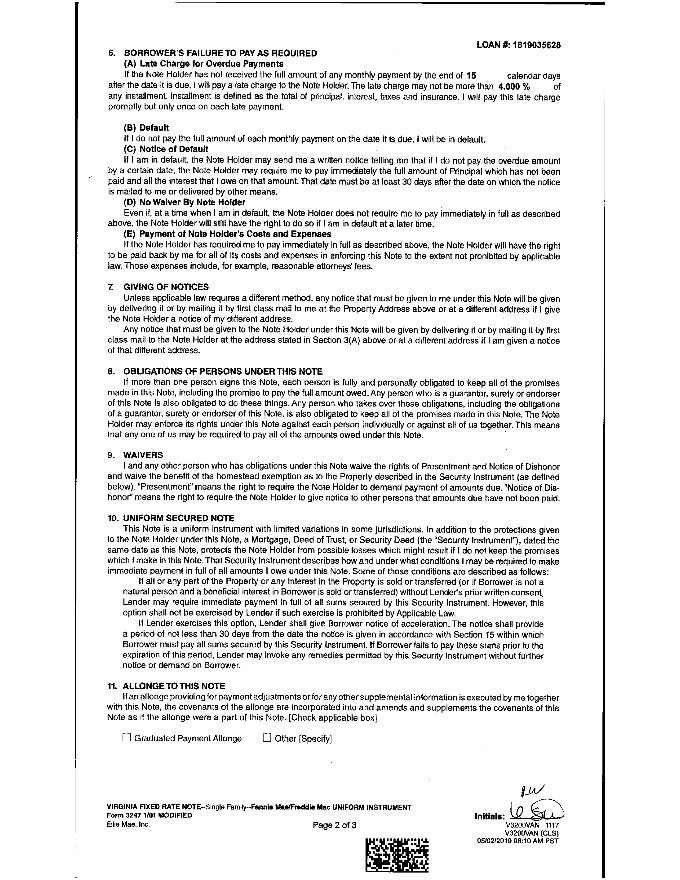 LOAN #: 1819035628
6. BORROWER'S FAILURE TO PAY AS REQUIRED
(A) Late Charge for Overdue Payments
If the Note Holder has not received the full amount of any monthly payment by the end of 15 calendar days
after the date it is due, I will pay a late charge to the Note Holder. The late charge may not be more than 4.000 % of
any installment. Installment is defined as the total of principal, interest, taxes and insurance. I will pay this late charge
promptly but only once on each late payment.
(B) Default
If I do not pay the full amount of each monthly payment on the date it is due, I will be in default.
(C) Notice of Default
If I am in default, the Note Holder may send me a written notice telling me that if I do not pay the overdue amount
by a certain date, the Note Holder may require me to pay immediately the full amount of Principal which has not been
paid and all the interest that I owe on that amount. That date must be at least 30 days after the date on which the notice
is mailed to me or delivered by other means.
(D) No Waiver By Note Holder
Even if, at a time when I am in default, the Note Holder does not require me to pay immediately in full as described
above, the Note Holder will still have the right to do so if I am in default at a later time.
(E) Payment of Note Holder's Costs and Expenses
If the Note Holder has required me to pay immediately in full as described above, the Note Holder will have the right
to be paid back by me for all of its costs and expenses in enforcing this Note to the extent not prohibited by applicable
law. Those expenses include, for example, reasonable attorneys' fees.
7. GIVING OF NOTICES
Unless applicable law requires a different method, any notice that must be given to me under this Note will be given
by delivering it or by mailing it by first class mail to me at the Property Address above or at a different address if I give
the Note Holder a notice of my different address.
Any notice that must be given to the Note Holder under this Note will be given by delivering it or by mailing it by first
class mail to the Note Holder at the address stated in Section 3(A) above or at a different address if I am given a notice
of that different address.
8. OBLIGATIONS OF PERSONS UNDER THIS NOTE
If more than one person signs this Note, each person is fully and personally obligated to keep all of the promises
made in this Note, including the promise to pay the full amount owed. Any person who is a guarantor, surety or endorser
of this Note is also obligated to do these things. Any person who takes over these obligations, including the obligations
of a guarantor, surety or endorser of this Note, is also obligated to keep all of the promises made in this Note. The Note
Holder may enforce its rights under this Note against each person individually or against all of us together. This means
that any one of us may be required to pay all of the amounts owed under this Note.
9. WAIVERS
I and any other person who has obligations under this Note waive the rights of Presentment and Notice of Dishonor
and waive the benefit of the homestead exemption as to the Property described in the Security Instrument (as defined
below). "Presentment" means the right to require the Note Holder to demand payment of amounts due. "Notice of Dis-
honor" means the right to require the Note Holder to give notice to other persons that amounts due have not been paid.
10. UNIFORM SECURED NOTE
This Note is a uniform instrument with limited variations in some jurisdictions. In addition to the protections given
to the Note Holder under this Note, a Mortgage, Deed of Trust, or Security Deed (the "Security Instrument"), dated the
same date as this Note, protects the Note Holder from possible losses which might result if I do not keep the promises
which I make in this Note. That Security Instrument describes how and under what conditions I may be required to make
immediate payment in full of all amounts I owe under this Note. Some of those conditions are described as follows:
If all or any part of the Property or any Interest in the Property is sold or transferred (or if Borrower is not a
natural person and a beneficial interest in Borrower is sold or transferred) without Lender's prior written consent,
Lender may require immediate payment in full of all sums secured by this Security Instrument. However, this
option shall not be exercised by Lender if such exercise is prohibited by Applicable Law.
If Lender exercises this option, Lender shall give Borrower notice of acceleration. The notice shall provide
a period of not less than 30 days from the date the notice is given in accordance with Section 15 within which
Borrower must pay all sums secured by this Security Instrument. If Borrower fails to pay these sums prior to the
expiration of this period, Lender may invoke any remedies permitted by this Security Instrument without further
notice or demand on Borrower.
11. ALLONGE TO THIS NOTE
If an allonge providing for payment adjustments or for any other supplemental information is executed by me together
with this Note, the covenants of the allonge are incorporated into and amends and supplements the covenants of this
Note as if the allonge were a part of this Note. [Check applicable box]
☐ Graduated Payment Allonge ☐ Other [Specify]
VIRGINIA FIXED RATE NOTE--Single Family--Fannie Mae/Freddie Mac UNIFORM INSTRUMENT
Form 3247 1/01 MODIFIED
Ellie Mae, Inc.
Page 2 of 3
Initials:
V3200VAN 1117
V3200VAN (CLS)
05/02/2019 06:10 AM PST